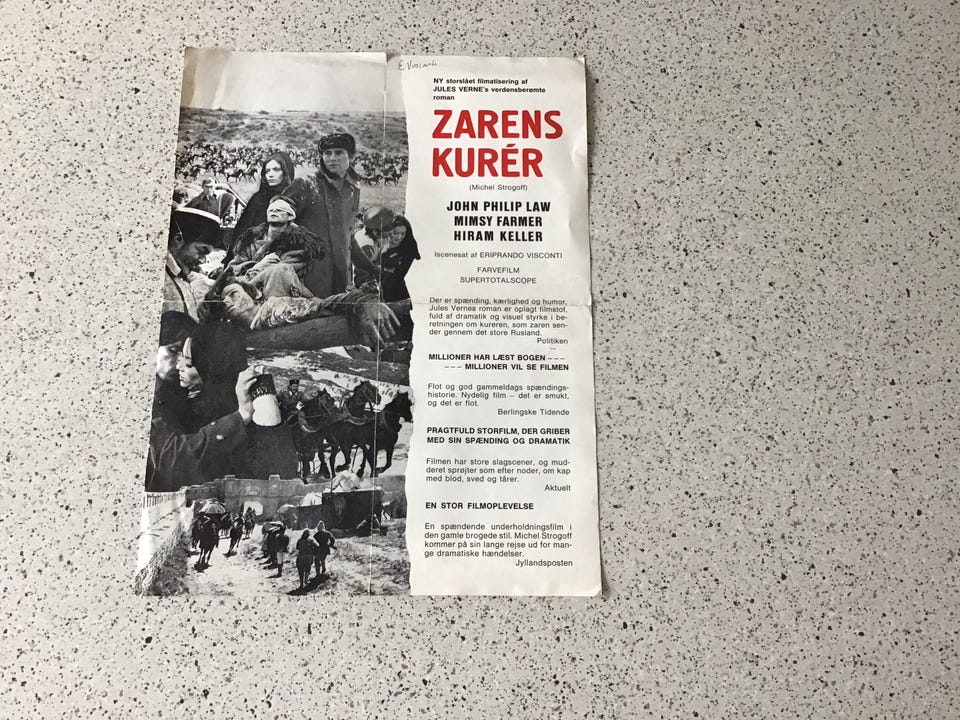 E Visconti
NY storslået filmatisering af
JULES VERNE's verdensberømte
roman
ZARENS
KURÉR
(Michel Strogoff)
JOHN PHILIP LAW
MIMSY FARMER
HIRAM KELLER
Iscenesat af ERIPRANDO VISCONTI
FARVEFILM
SUPERTOTALSCOPE
Der er spænding, kærlighed og humor.
Jules Vernes roman er oplagt filmstof,
fuld af dramatik og visuel styrke i be-
retningen om kureren, som zaren sen-
der gennem det store Rusland.
Politiken
MILLIONER HAR LÆST BOGEN – – –
– – – MILLIONER VIL SE FILMEN
Flot og god gammeldags spændings-
historie. Nydelig film – det er smukt,
og det er flot.
Berlingske Tidende
PRAGTFULD STORFILM, DER GRIBER
MED SIN SPÆNDING OG DRAMATIK
Filmen har store slagscener, og mud-
deret sprøjter som efter noder, om kap
med blod, sved og tårer.
Aktuelt
EN STOR FILMOPLEVELSE
En spændende underholdningsfilm i
den gamle brogede stil. Michel Strogoff
kommer på sin lange rejse ud for man-
ge dramatiske hændelser.
Jyllandsposten